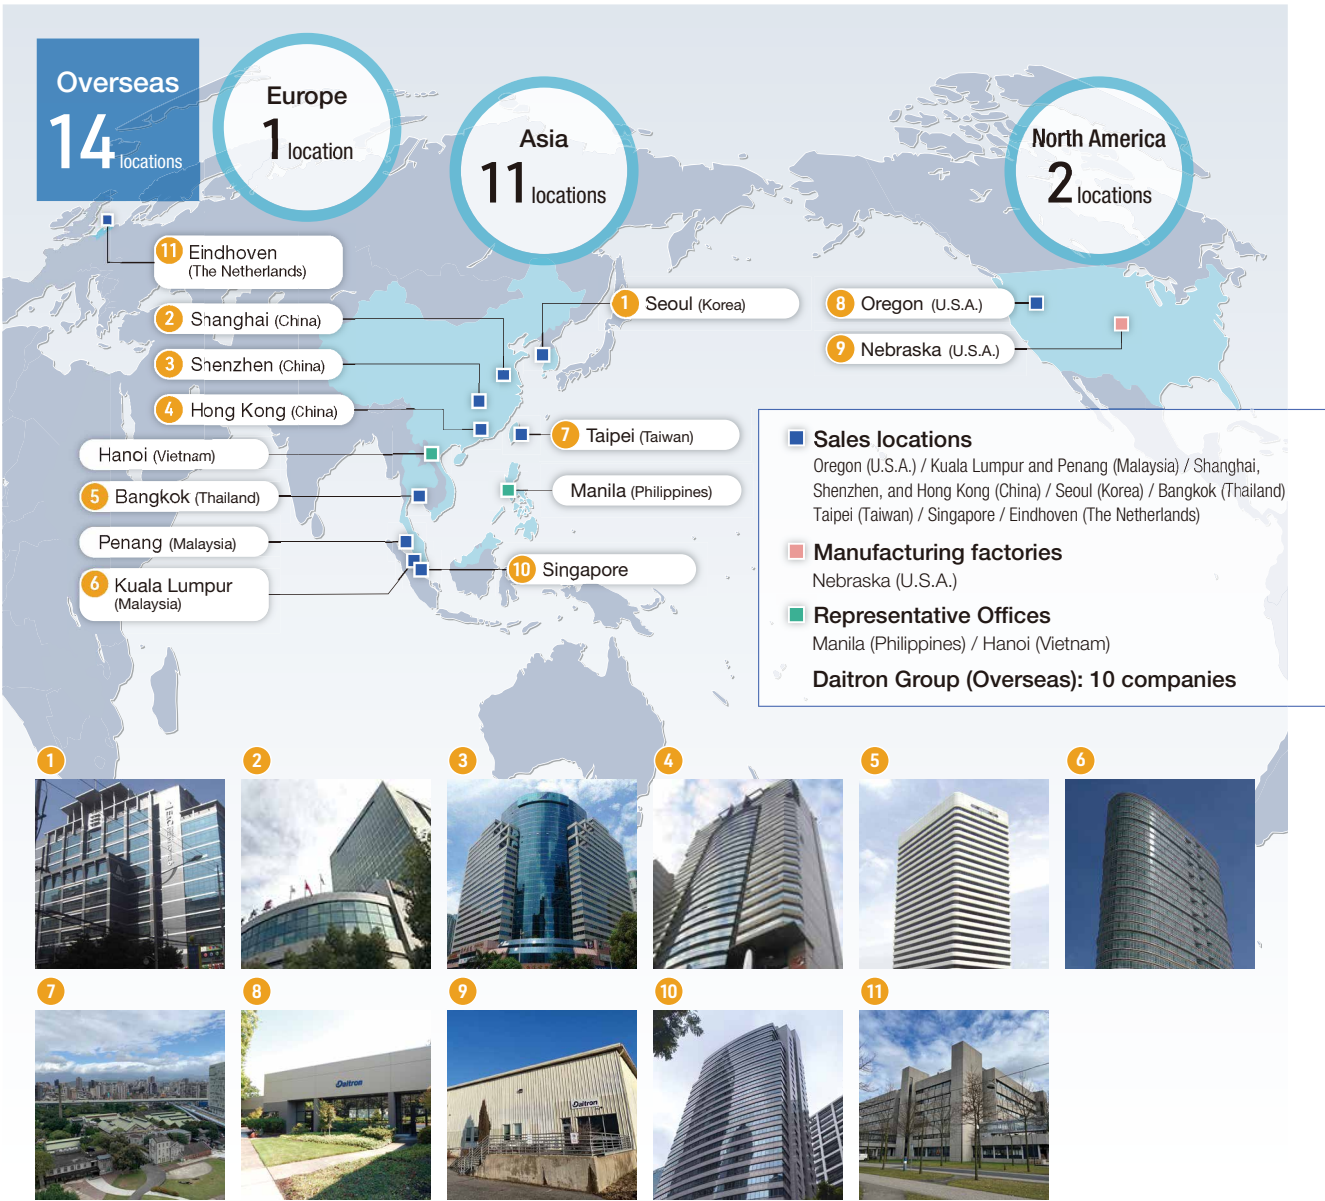 Overseas
14 locations
Europe
1 location
Asia
11 locations
North America
2 locations
11 Eindhoven
(The Netherlands)
2 Shanghai (China)
3 Shenzhen (China)
4 Hong Kong (China)
Hanoi (Vietnam)
5 Bangkok (Thailand)
Penang (Malaysia)
6 Kuala Lumpur
(Malaysia)
1 Seoul (Korea)
7 Taipei (Taiwan)
Manila (Philippines)
10 Singapore
8 Oregon (U.S.A.)
9 Nebraska (U.S.A.)
Sales locations
Oregon (U.S.A.) / Kuala Lumpur and Penang (Malaysia) / Shanghai,
Shenzhen, and Hong Kong (China) / Seoul (Korea) / Bangkok (Thailand)
Taipei (Taiwan) / Singapore / Eindhoven (The Netherlands)
Manufacturing factories
Nebraska (U.S.A.)
Representative Offices
Manila (Philippines) / Hanoi (Vietnam)
Daitron Group (Overseas): 10 companies
1
2
3
4
5
6
7
8
9
10
11
Daitron
Daitron